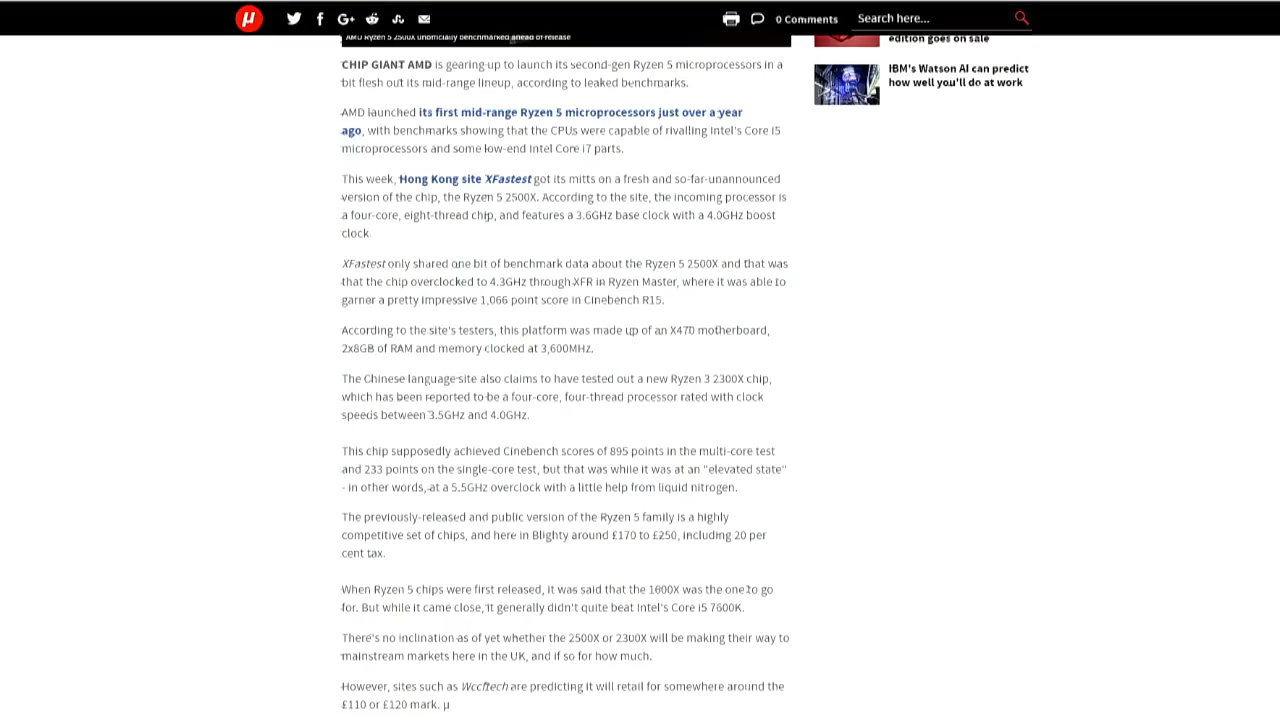 μ
0 Comments
Search here...
AMD Ryzen 5 2500X unofficially benchmarked ahead of release
edition goes on sale
CHIP GIANT AMD is gearing up to launch its second-gen Ryzen 5 microprocessors in a
bit flesh out its mid-range lineup, according to leaked benchmarks.
IBM's Watson AI can predict
how well you'll do at work
AMD launched its first mid-range Ryzen 5 microprocessors just over a year
ago, with benchmarks showing that the CPUs were capable of rivalling Intel's Core i5
microprocessors and some low-end Intel Core i7 parts.
This week, Hong Kong site XFastest got its mitts on a fresh and so-far-unannounced
version of the chip, the Ryzen 5 2500X. According to the site, the incoming processor is
a four-core, eight-thread chip, and features a 3.6GHz base clock with a 4.0GHz boost
clock.
XFastest only shared one bit of benchmark data about the Ryzen 5 2500X and that was
that the chip overclocked to 4.3GHz through XFR in Ryzen Master, where it was able to
garner a pretty impressive 1,066 point score in Cinebench R15.
According to the site's testers, this platform was made up of an X470 motherboard,
2x8GB of RAM and memory clocked at 3,600MHz.
The Chinese language site also claims to have tested out a new Ryzen 3 2300X chip,
which has been reported to be a four-core, four-thread processor rated with clock
speeds between 3.5GHz and 4.0GHz.
This chip supposedly achieved Cinebench scores of 895 points in the multi-core test
and 233 points on the single-core test, but that was while it was at an "elevated state"
- in other words, at a 5.5GHz overclock with a little help from liquid nitrogen.
The previously-released and public version of the Ryzen 5 family is a highly
competitive set of chips, and here in Blighty around £170 to £250, including 20 per
cent tax.
When Ryzen 5 chips were first released, it was said that the 1600X was the one to go
for. But while it came close, it generally didn't quite beat Intel's Core i5 7600K.
There's no inclination as of yet whether the 2500X or 2300X will be making their way to
mainstream markets here in the UK, and if so for how much.
However, sites such as Wccftech are predicting it will retail for somewhere around the
£110 or £120 mark. μ